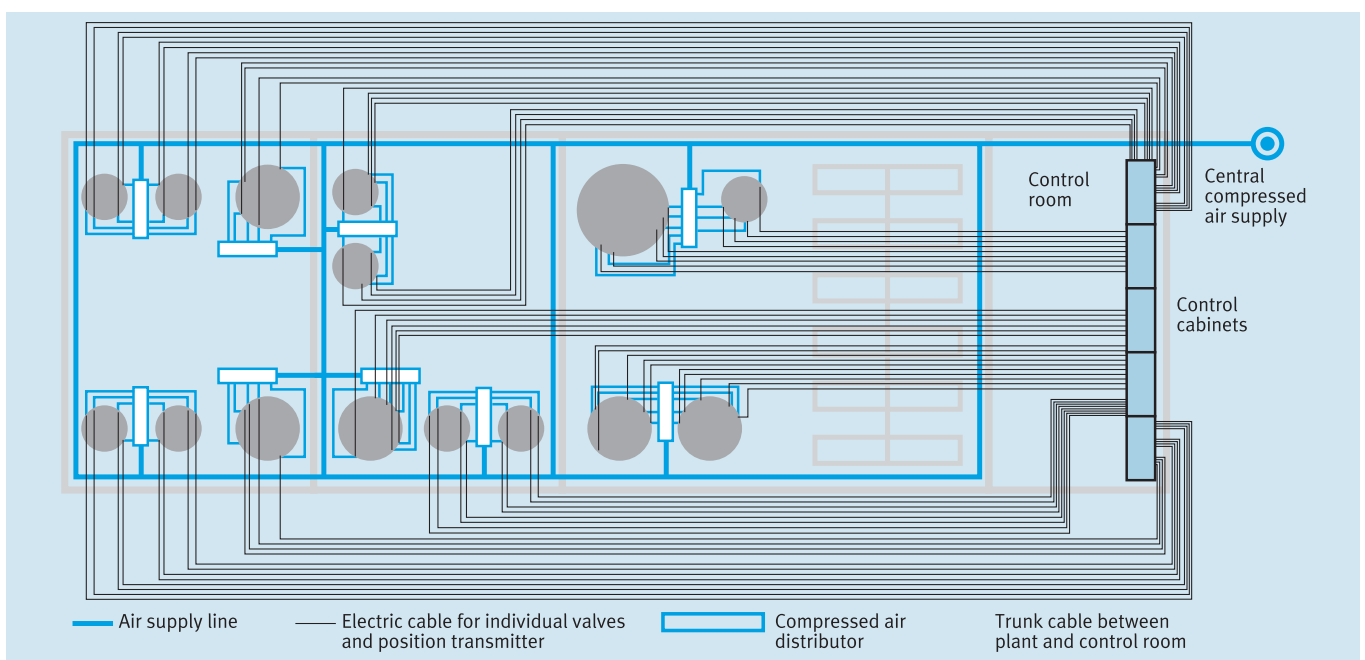 Control
room
Central
compressed
air supply
Control
cabinets
Air supply line
Electric cable for individual valves
and position transmitter
Compressed air
distributor
Trunk cable between
plant and control room